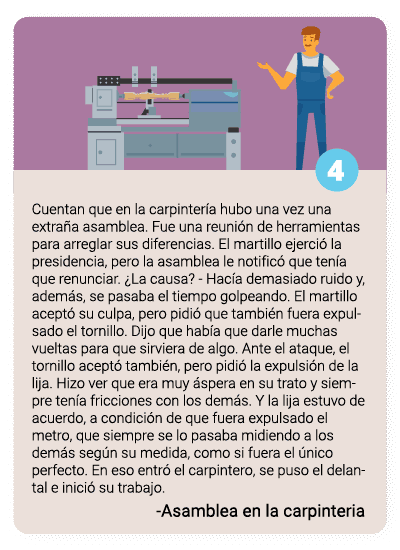 4
Cuentan que en la carpintería hubo una vez una
extraña asamblea. Fue una reunión de herramientas
para arreglar sus diferencias. El martillo ejerció la
presidencia, pero la asamblea le notificó que tenía
que renunciar. ¿La causa? - Hacía demasiado ruido y,
además, se pasaba el tiempo golpeando. El martillo
aceptó su culpa, pero pidió que también fuera expul-
sado el tornillo. Dijo que había que darle muchas
vueltas para que sirviera de algo. Ante el ataque, el
tornillo aceptó también, pero pidió la expulsión de la
lija. Hizo ver que era muy áspera en su trato y siem-
pre tenía fricciones con los demás. Y la lija estuvo de
acuerdo, a condición de que fuera expulsado el
metro, que siempre se lo pasaba midiendo a los
demás según su medida, como si fuera el único
perfecto. En eso entró el carpintero, se puso el delan-
tal e inició su trabajo.
-Asamblea en la carpinteria